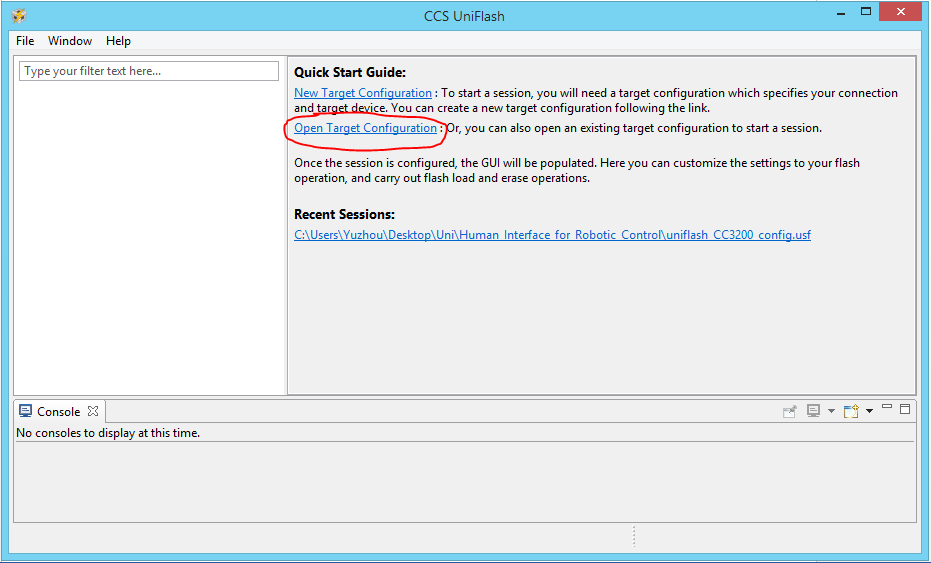 CCS UniFlash
File Window Help
Type your filter text here...
Quick Start Guide:
New Target Configuration : To start a session, you will need a target configuration which specifies your connection
and target device. You can create a new target configuration following the link.
Open Target Configuration : Or, you can also open an existing target configuration to start a session.
Once the session is configured, the GUI will be populated. Here you can customize the settings to your flash
operation, and carry out flash load and erase operations.
Recent Sessions:
C:\Users\Yuzhou\Desktop\Uni\Human_Interface_for_Robotic_Control\uniflash_CC3200_config.usf
Console
No consoles to display at this time.